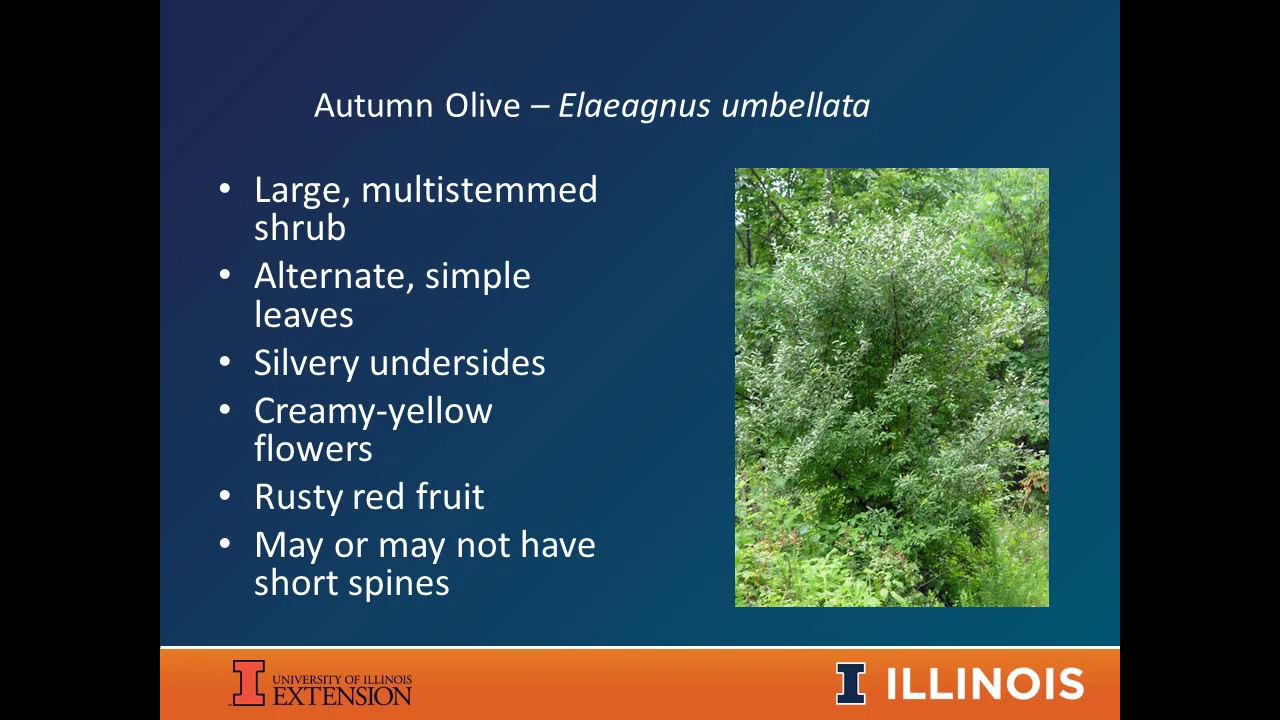 Autumn Olive – Elaeagnus umbellata
• Large, multistemmed
shrub
• Alternate, simple
leaves
• Silvery undersides
• Creamy-yellow
flowers
• Rusty red fruit
• May or may not have
short spines
UNIVERSITY OF ILLINOIS
EXTENSION
ILLINOIS